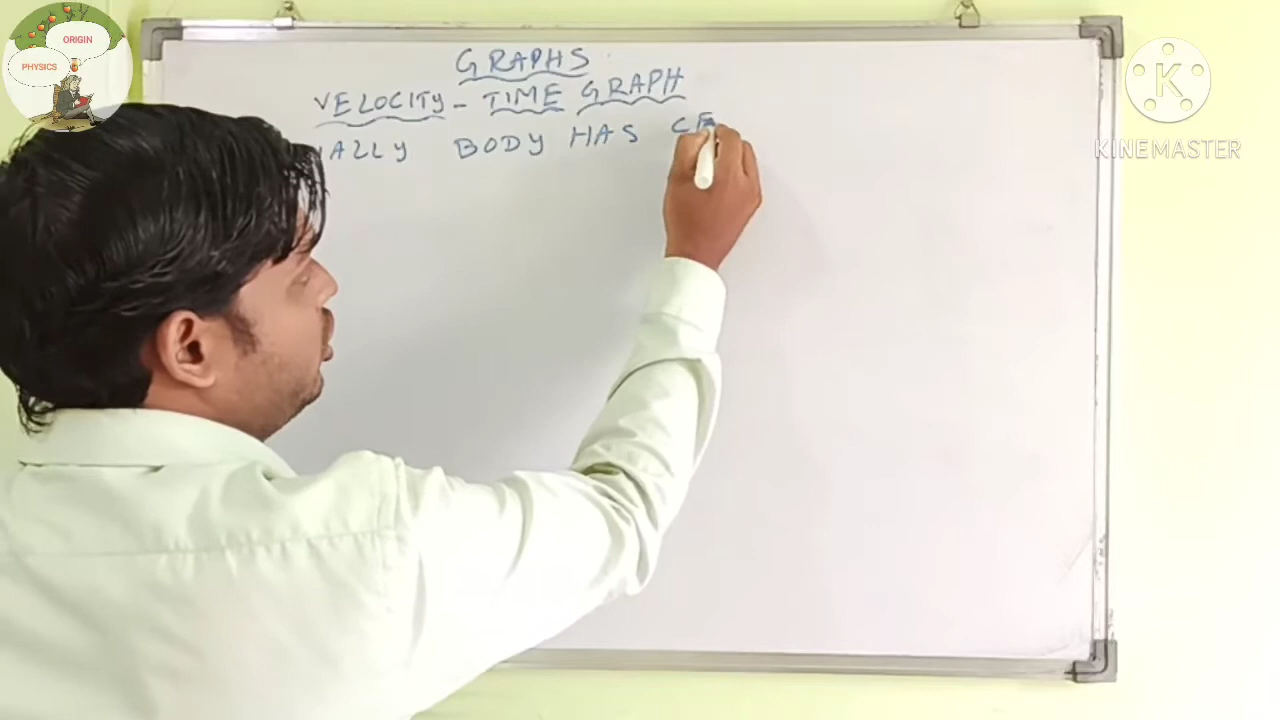 ORIGIN
PHYSICS
GRAPHS
VELOCITY - TIME GRAPH
BODY HAS
K
KINEMASTER